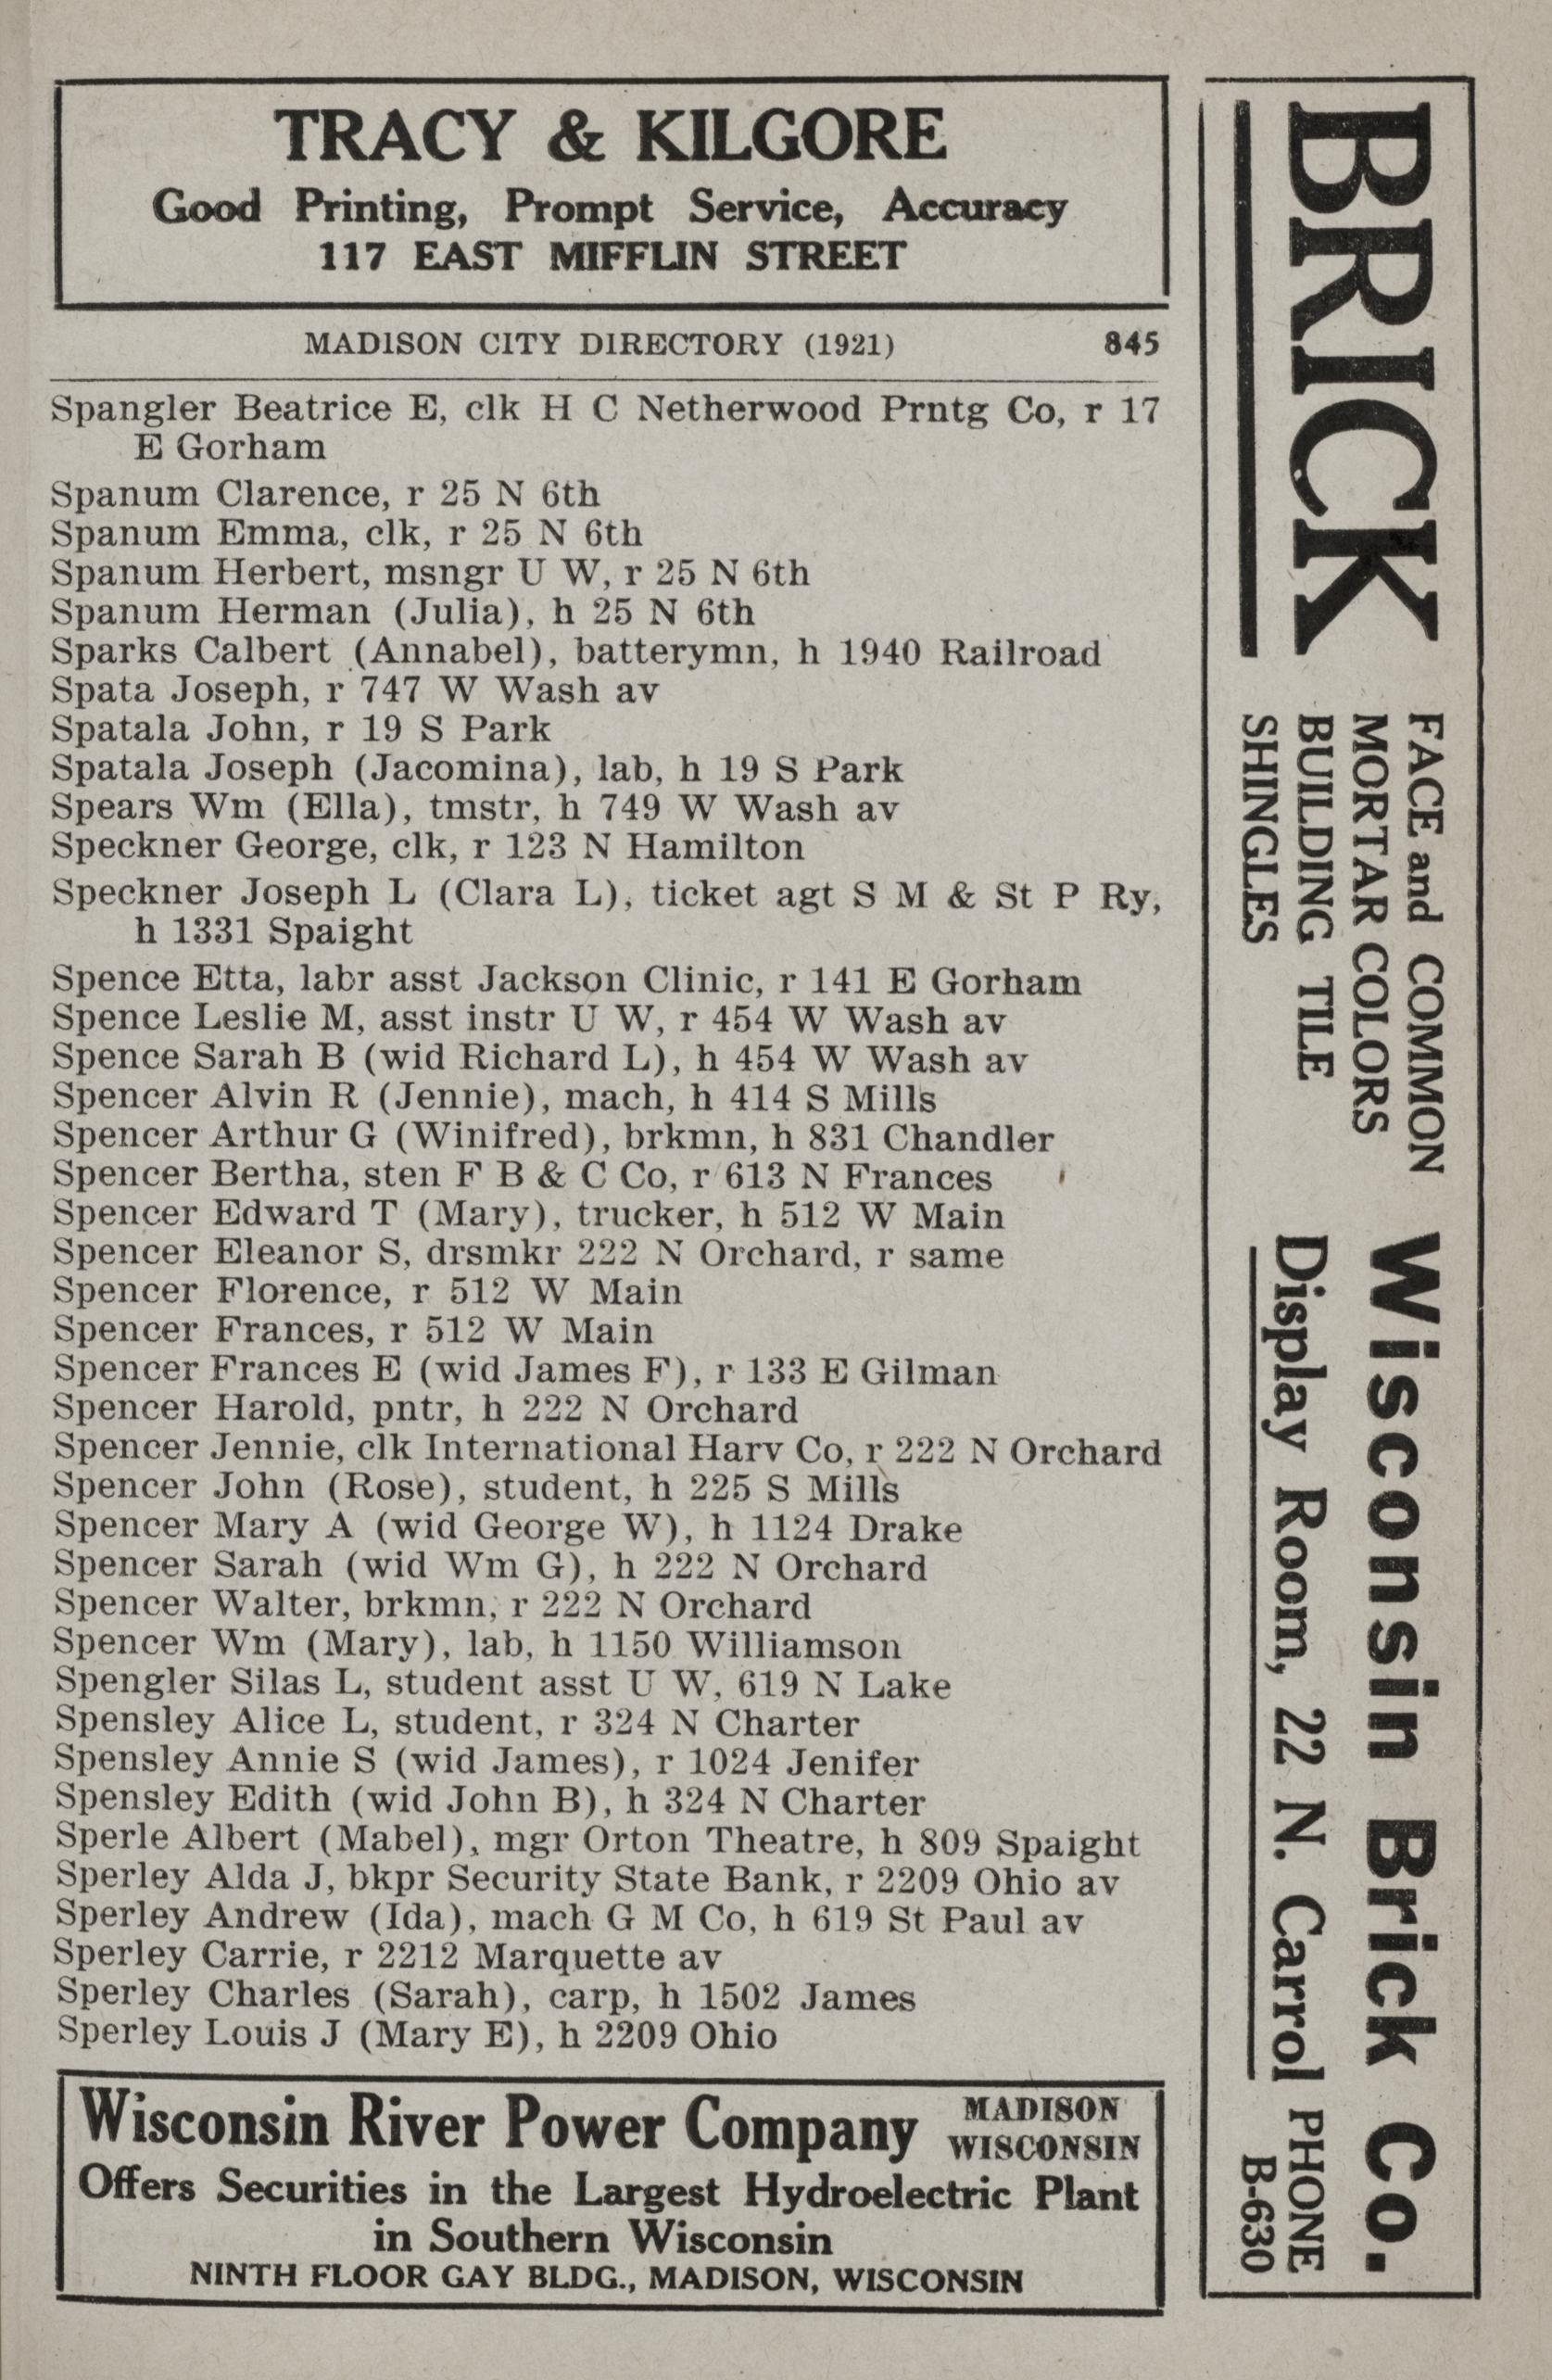 TRACY & KILGORE
Good Printing, Prompt Service, Accuracy
117 EAST MIFFLIN STREET
MADISON CITY DIRECTORY (1921) 845
Spangler Beatrice E, clk H C Netherwood Prntg Co, r 17
E Gorham
Spanum Clarence, r 25 N 6th
Spanum Emma, clk, r 25 N 6th
Spanum Herbert, msngr U W, r 25 N 6th
Spanum Herman (Julia), h 25 N 6th
Sparks Calbert (Annabel), batterymn, h 1940 Railroad
Spata Joseph, r 747 W Wash av
Spatala John, r 19 S Park
Spatala Joseph (Jacomina), lab, h 19 S Park
Spears Wm (Ella), tmstr, h 749 W Wash av
Speckner George, clk, r 123 N Hamilton
Speckner Joseph L (Clara L), ticket agt S M & St P Ry,
h 1331 Spaight
Spence Etta, labr asst Jackson Clinic, r 141 E Gorham
Spence Leslie M, asst instr U W, r 454 W Wash av
Spence Sarah B (wid Richard L), h 454 W Wash av
Spencer Alvin R (Jennie), mach, h 414 S Mills
Spencer Arthur G (Winifred), brkmn, h 831 Chandler
Spencer Bertha, sten F B & C Co, r 613 N Frances
Spencer Edward T (Mary), trucker, h 512 W Main
Spencer Eleanor S, drsmkr 222 N Orchard, r same
Spencer Florence, r 512 W Main
Spencer Frances, r 512 W Main
Spencer Frances E (wid James F), r 133 E Gilman
Spencer Harold, pntr, h 222 N Orchard
Spencer Jennie, clk International Harv Co, r 222 N Orchard
Spencer John (Rose), student, h 225 S Mills
Spencer Mary A (wid George W), h 1124 Drake
Spencer Sarah (wid Wm G), h 222 N Orchard
Spencer Walter, brkmn, r 222 N Orchard
Spencer Wm (Mary), lab, h 1150 Williamson
Spengler Silas L, student asst U W, 619 N Lake
Spensley Alice L, student, r 324 N Charter
Spensley Annie S (wid James), r 1024 Jenifer
Spensley Edith (wid John B), h 324 N Charter
Sperle Albert (Mabel), mgr Orton Theatre, h 809 Spaight
Sperley Alda J, bkpr Security State Bank, r 2209 Ohio av
Sperley Andrew (Ida), mach G M Co, h 619 St Paul av
Sperley Carrie, r 2212 Marquette av
Sperley Charles (Sarah), carp, h 1502 James
Sperley Louis J (Mary E), h 2209 Ohio
Wisconsin River Power Company MADISON
WISCONSIN
Offers Securities in the Largest Hydroelectric Plant
in Southern Wisconsin
NINTH FLOOR GAY BLDG., MADISON, WISCONSIN
BRICK
FACE and COMMON
MORTAR COLORS
BUILDING TILE
SHINGLES
Wisconsin Brick Co.
Display Room, 22 N. Carrol
PHONE
B-630